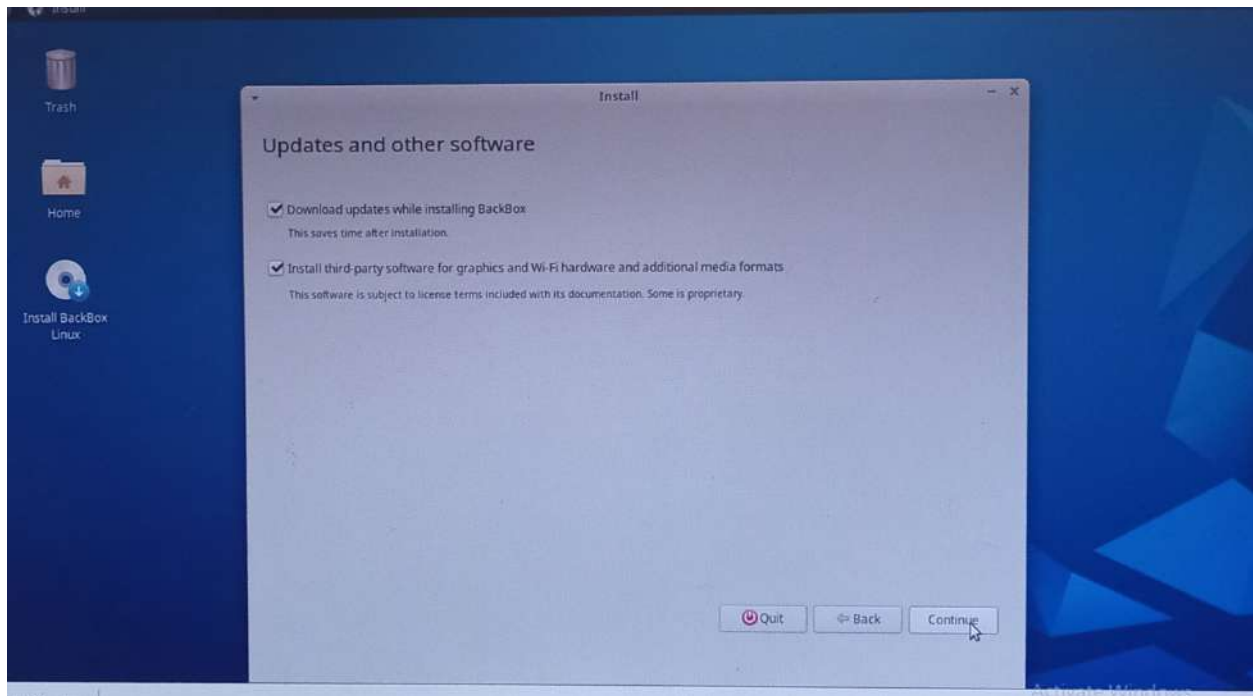 Install
Trash
Home
Install BackBox
Linux
Install
Updates and other software
Download updates while installing BackBox
This saves time after installation.
Install third-party software for graphics and Wi-Fi hardware and additional media formats
This software is subject to license terms included with its documentation. Some is proprietary.
Quit
Back
Continue
Activate Windows